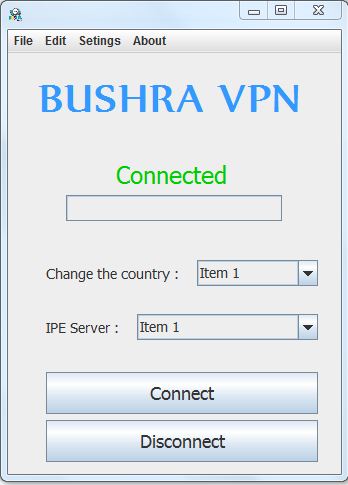 File Edit Setings About
BUSHRA VPN
Connected
Change the country : Item 1
IPE Server : Item 1
Connect
Disconnect